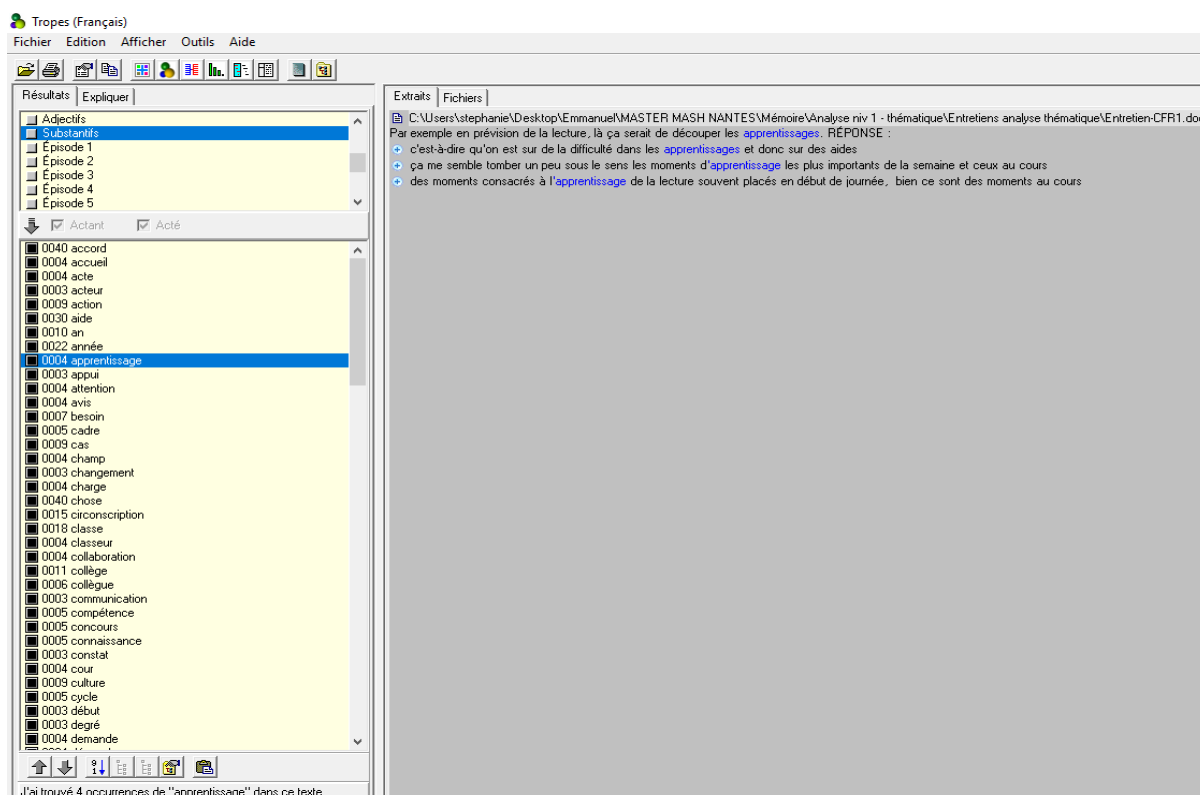 Tropes (Français)
Fichier Edition Afficher Outils Aide
Résultats Expliquer
Adjectifs
Substantifs
Épisode 1
Épisode 2
Épisode 3
Épisode 4
Épisode 5
Actant Acté
0040 accord
0004 accueil
0004 acte
0003 acteur
0009 action
0030 aide
0010 an
0022 année
0004 apprentissage
0003 appui
0004 attention
0004 avis
0007 besoin
0005 cadre
0009 cas
0004 champ
0003 changement
0004 charge
0040 chose
0015 circonscription
0018 classe
0004 classeur
0004 collaboration
0011 collège
0006 collègue
0003 communication
0005 compétence
0005 concours
0005 connaissance
0003 constat
0004 cour
0009 culture
0005 cycle
0003 début
0003 degré
0004 demande
J'ai trouvé 4 occurrences de "apprentissage" dans ce texte
Extraits Fichiers
C:\Users\stephanie\Desktop\Emmanuel\MASTER MASH NANTES\Mémoire\Analyse niv 1 - thématique\Entretiens analyse thématique\Entretien-CFR1.do
Par exemple en prévision de la lecture, là ça serait de découper les apprentissages. RÉPONSE :
c'est-à-dire qu'on est sur de la difficulté dans les apprentissages et donc sur des aides
ça me semble tomber un peu sous le sens les moments d'apprentissage les plus importants de la semaine et ceux au cours
des moments consacrés à l'apprentissage de la lecture souvent placés en début de journée, bien ce sont des moments au cours